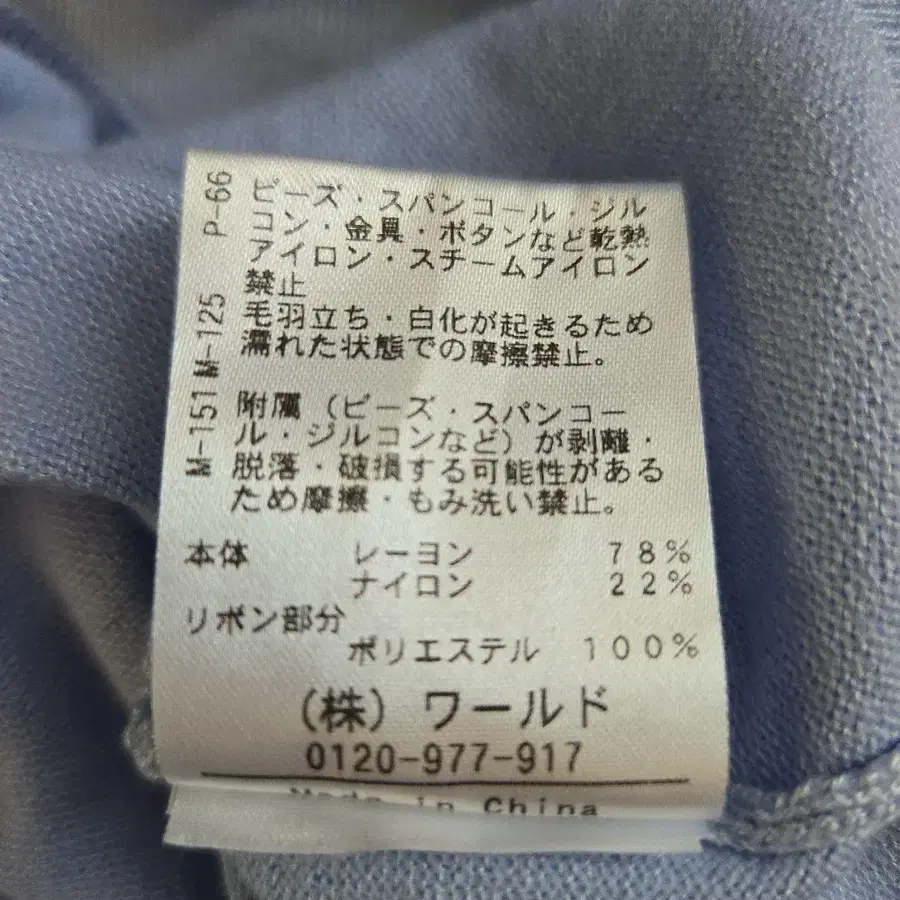 P-66
ビーズ・スパンコール・ジル
コン・金具・ボタンなど乾熱
アイロン・スチームアイロン
禁止
M-125
毛羽立ち・白化が起きるため
濡れた状態での摩擦禁止。
M-151
附属（ビーズ・スパンコー
ル・ジルコンなど）が剥離・
脱落・破損する可能性がある
ため摩擦・もみ洗い禁止。
本体 レーヨン 78%
ナイロン 22%
リボン部分
ポリエステル 100%
(株) ワールド
0120-977-917
Made in China